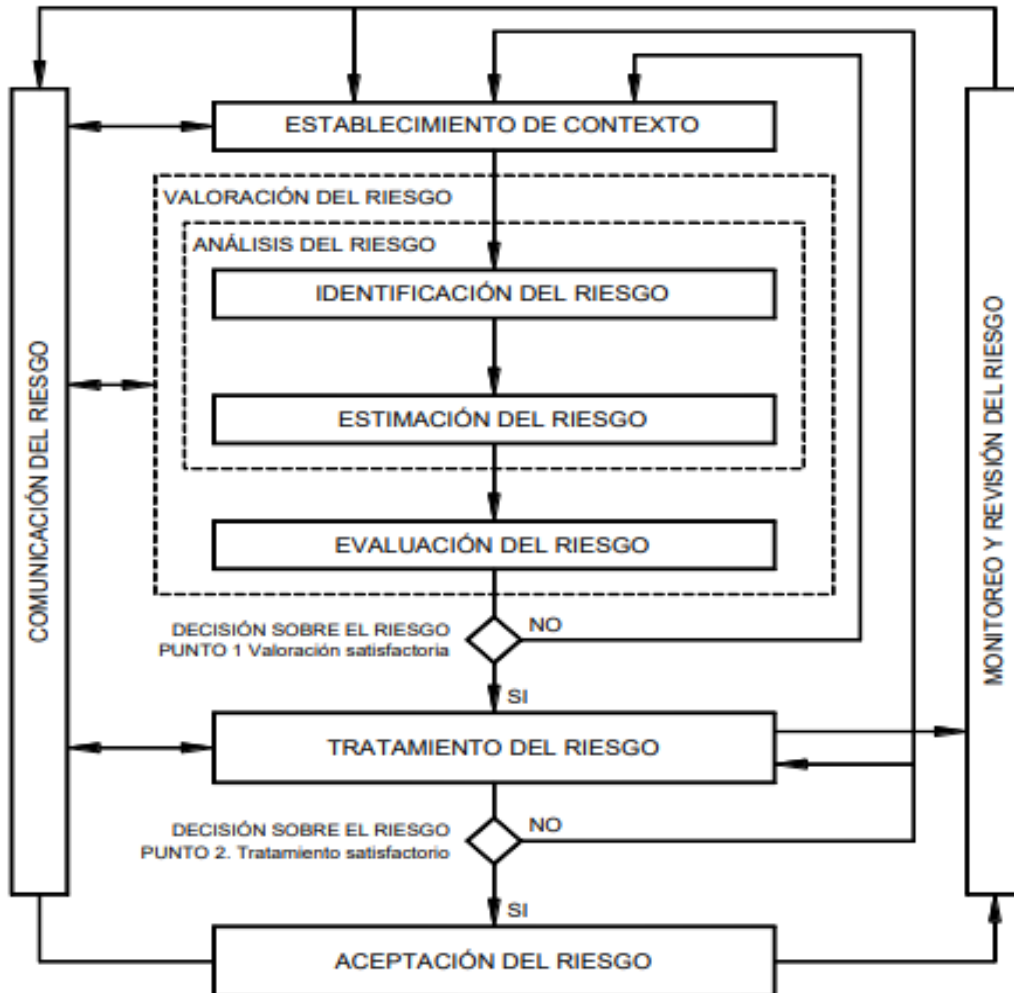 ESTABLECIMIENTO DE CONTEXTO
VALORACIÓN DEL RIESGO
ANÁLISIS DEL RIESGO
IDENTIFICACIÓN DEL RIESGO
ESTIMACIÓN DEL RIESGO
EVALUACIÓN DEL RIESGO
COMUNICACIÓN DEL RIESGO
MONITOREO Y REVISIÓN DEL RIESGO
DECISIÓN SOBRE EL RIESGO
PUNTO 1 Valoración satisfactoria
NO
SI
TRATAMIENTO DEL RIESGO
DECISIÓN SOBRE EL RIESGO
PUNTO 2. Tratamiento satisfactorio
NO
SI
ACEPTACIÓN DEL RIESGO